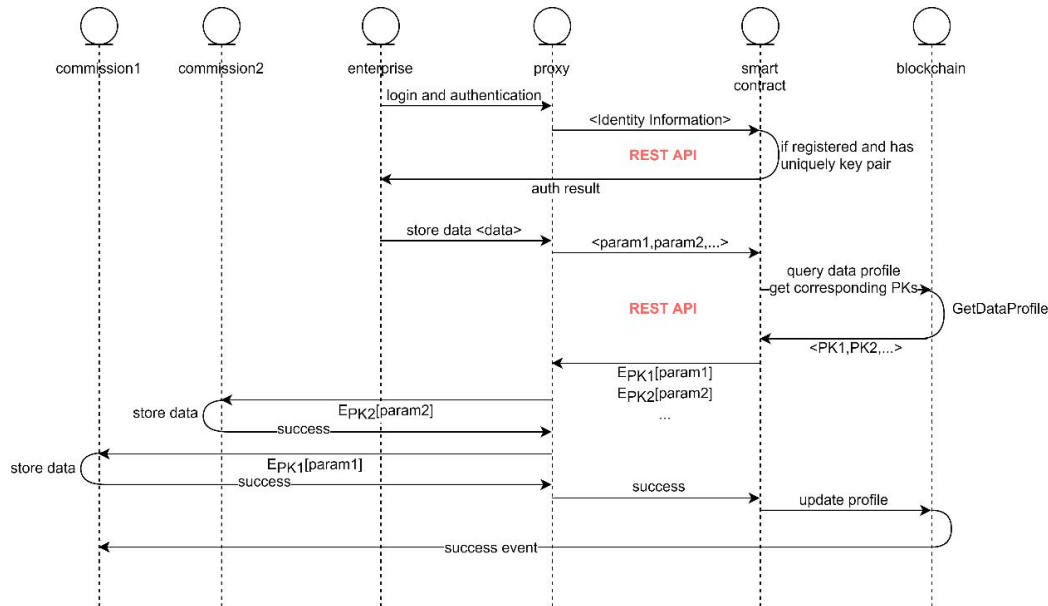 commission1
commission2
enterprise
proxy
smart
contract
blockchain
login and authentication
<Identity Information>
REST API
if registered and has
uniquely key pair
auth result
store data <data>
<param1,param2,...>
query data profile
get corresponding PKs
REST API
GetDataProfile
<PK1,PK2,...>
EPK1[param1]
EPK2[param2]
...
store data
EPK2[param2]
success
store data
EPK1[param1]
success
success
update profile
success event